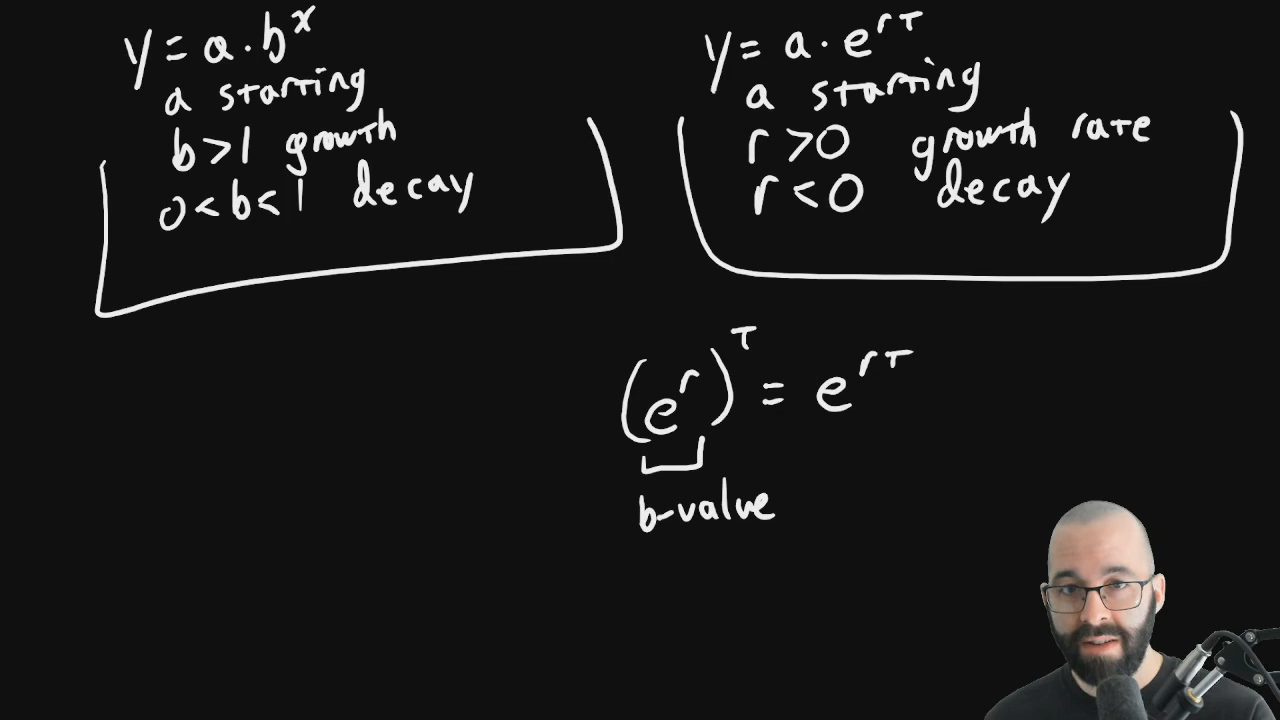 y = a · b^x
a starting
b > 1 growth
0 < b < 1 decay
y = a · e^{rT}
a starting
r > 0 growth rate
r < 0 decay
(e^r)^T = e^{rT}
b-value